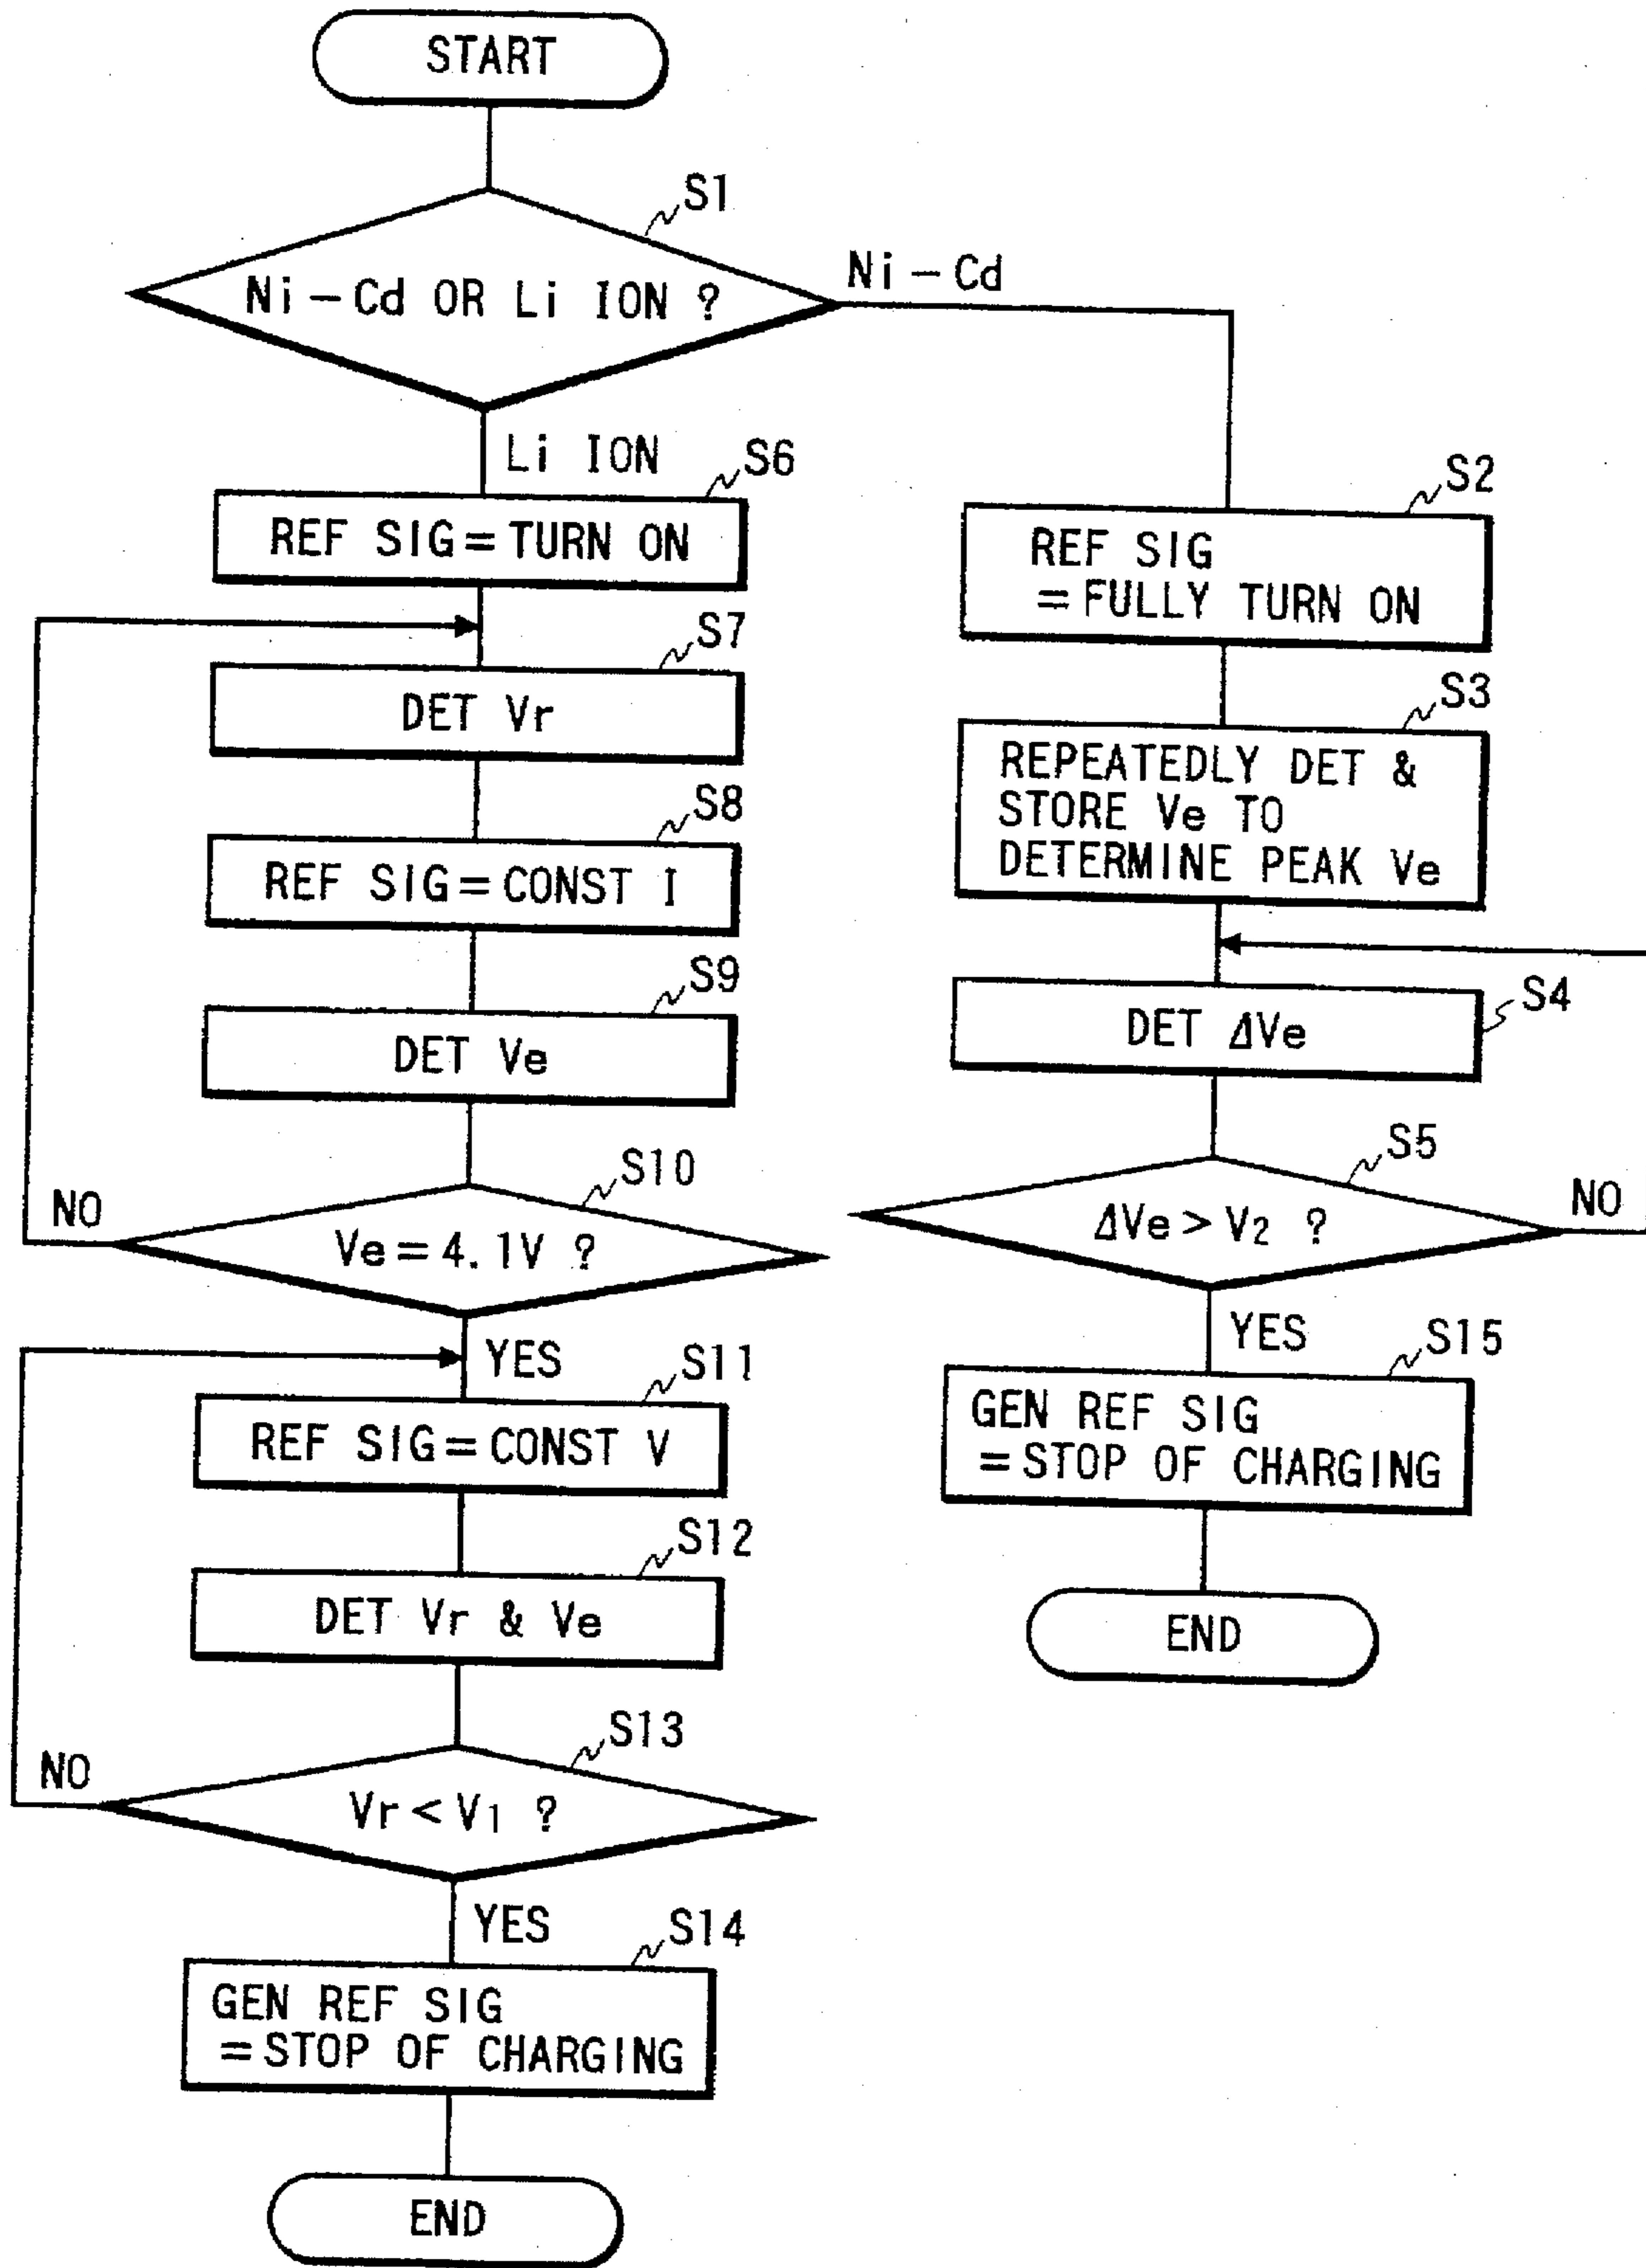 START
S1
Ni-Cd OR Li ION ?
Ni-Cd
Li ION
S6
REF SIG=TURN ON
S7
DET Vr
S8
REF SIG=CONST I
S9
DET Ve
S10
Ve=4.1V ?
NO
YES
S11
REF SIG=CONST V
S12
DET Vr & Ve
S13
Vr<V1 ?
NO
YES
S14
GEN REF SIG
=STOP OF CHARGING
END
S2
REF SIG
=FULLY TURN ON
S3
REPEATEDLY DET &
STORE Ve TO
DETERMINE PEAK Ve
S4
DET ΔVe
S5
ΔVe>V2 ?
NO
YES
S15
GEN REF SIG
=STOP OF CHARGING
END